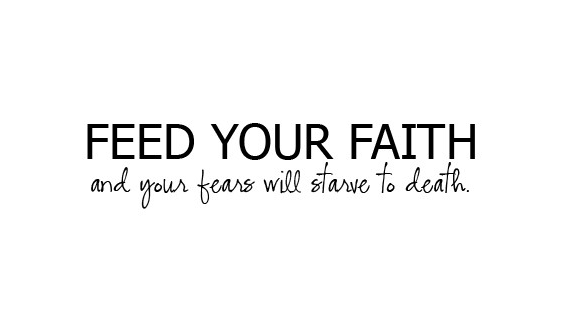 FEED YOUR FAITH
and your fears will starve to death.